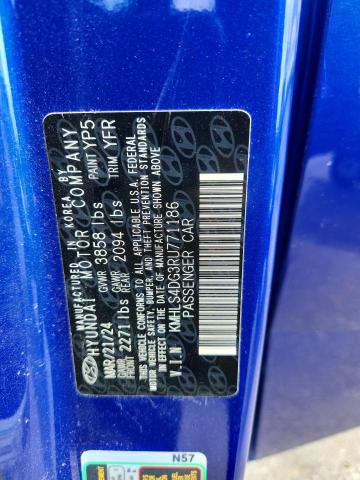 MANUFACTURED IN KOREA BY
HYUNDAI MOTOR COMPANY
MAR/21/24 GVWR 3858 lbs PAINT YP5
GAWR FRONT 2271 lbs GAWR REAR 2094 lbs TRIM YFR
THIS VEHICLE CONFORMS TO ALL APPLICABLE U.S.A. FEDERAL
MOTOR VEHICLE SAFETY, BUMPER, AND THEFT PREVENTION STANDARDS
IN EFFECT ON THE DATE OF MANUFACTURE SHOWN ABOVE
V.I.N KMHLS4DG3RU771186
PASSENGER CAR
N57